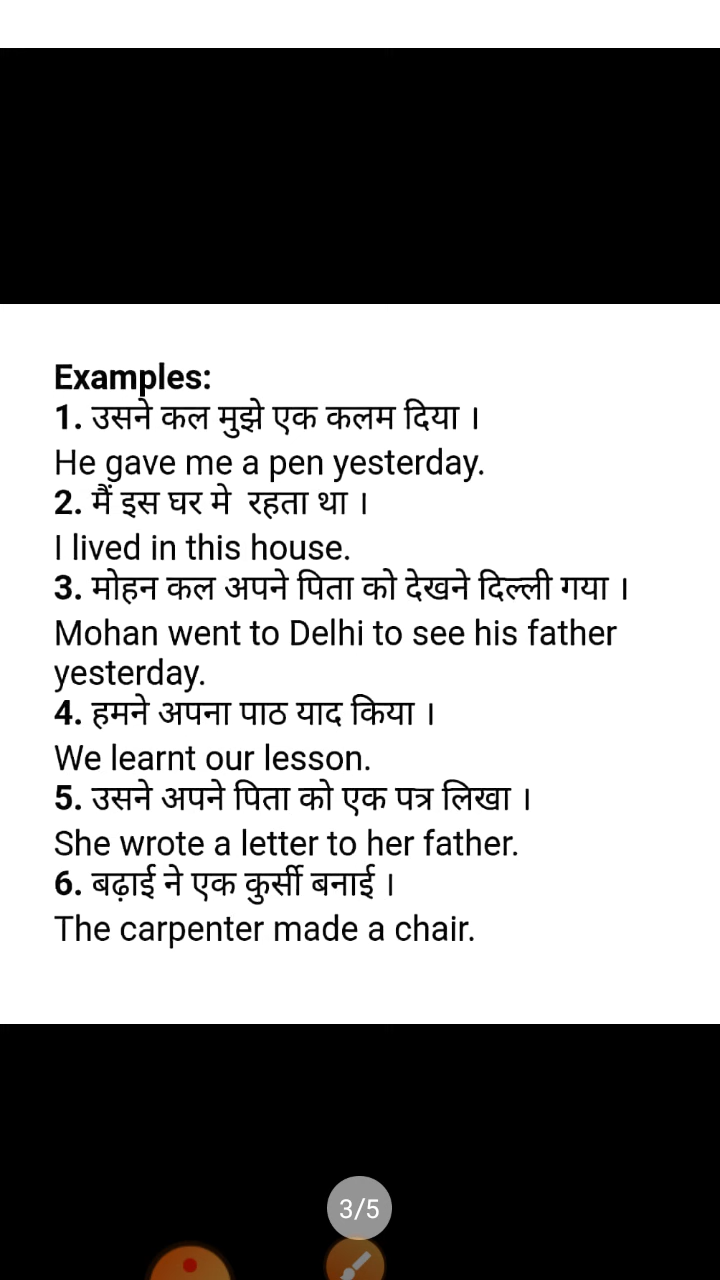 Examples:
1. उसने कल मुझे एक कलम दिया ।
He gave me a pen yesterday.
2. मैं इस घर मे  रहता था ।
I lived in this house.
3. मोहन कल अपने पिता को देखने दिल्ली गया ।
Mohan went to Delhi to see his father
yesterday.
4. हमने अपना पाठ याद किया ।
We learnt our lesson.
5. उसने अपने पिता को एक पत्र लिखा ।
She wrote a letter to her father.
6. बढ़ाई ने एक कुर्सी बनाई ।
The carpenter made a chair.
3/5